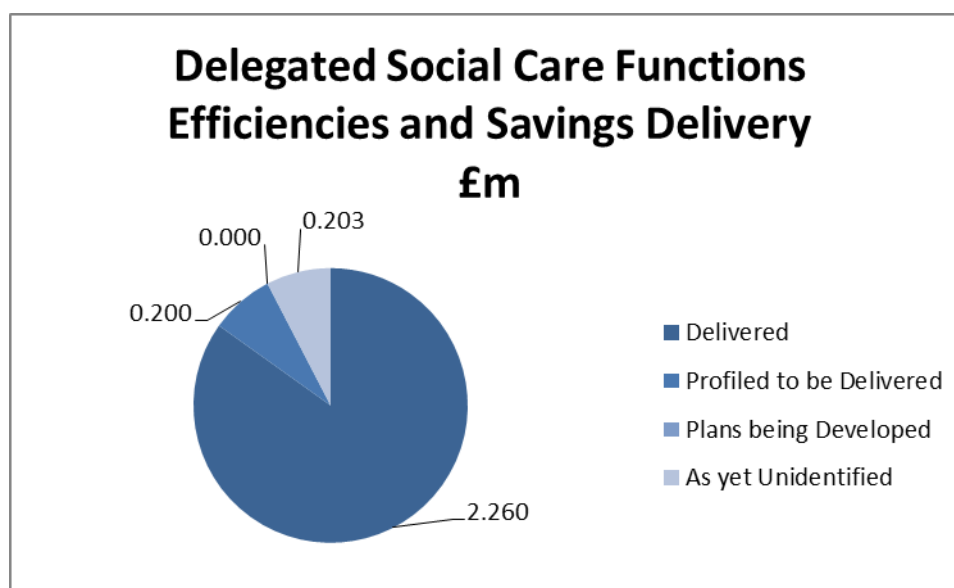 Delegated Social Care Functions
Efficiencies and Savings Delivery
£m
0.203
0.000
0.200
2.260
Delivered
Profiled to be Delivered
Plans being Developed
As yet Unidentified